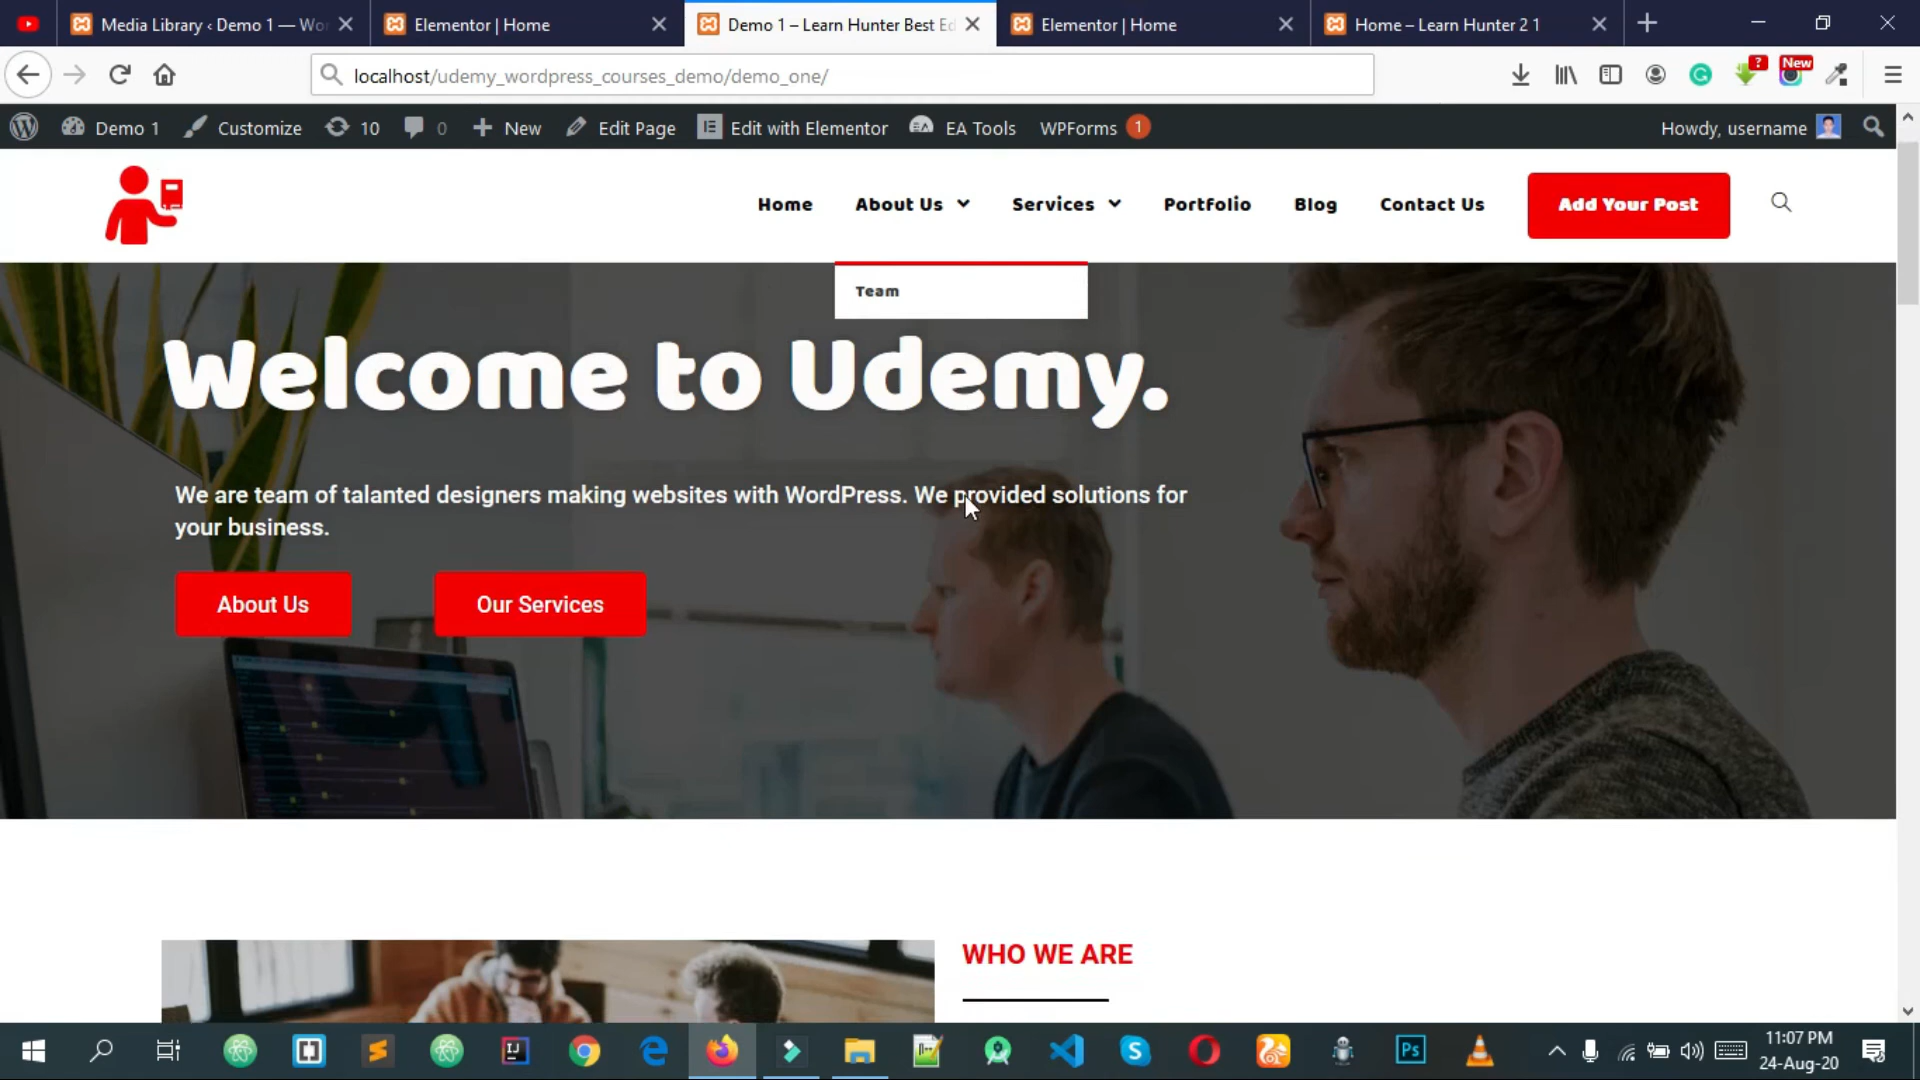 Media Library ‹ Demo 1 — Wo
Elementor | Home
Demo 1 – Learn Hunter Best Ed
Elementor | Home
Home – Learn Hunter 2 1
localhost/udemy_wordpress_courses_demo/demo_one/
?
New
Demo 1
Customize
10
0
New
Edit Page
Edit with Elementor
EA Tools
WPForms
1
Howdy, username
Home
About Us
Services
Portfolio
Blog
Contact Us
Add Your Post
Team
Welcome to Udemy.
We are team of talanted designers making websites with WordPress. We provided solutions for
your business.
About Us
Our Services
WHO WE ARE
11:07 PM
24-Aug-20